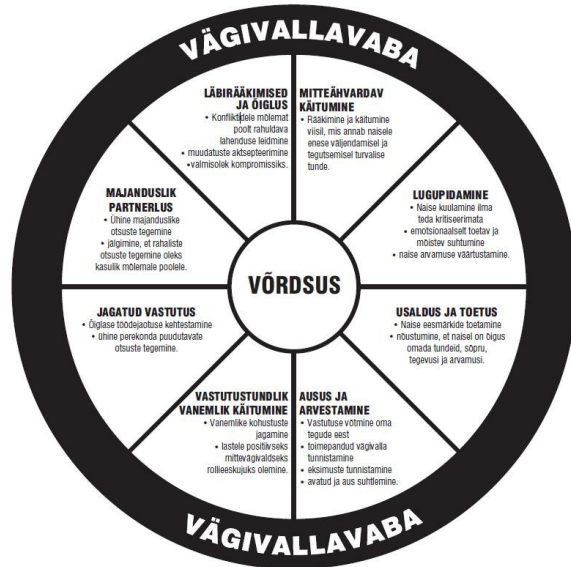 VÄGIVALLAVABA
LÄBIRÄÄKIMISED
JA ÕIGLUS
• Konfliktidele mõlemat
poolt rahuldava
lahenduse leidmine
• muudatuste aktsepteerimine
•valmisolek kompromissiks.
MITTEÄHVARDAV
KÄITUMINE
• Rääkimine ja käitumine
viisil, mis annab naisele
enese väljendamisel ja
tegutsemisel turvalise
tunde.
MAJANDUSLIK
PARTNERLUS
• Ühine majanduslike
otsuste tegemine
• jälgimine, et rahaliste
otsuste tegemine oleks
kasulik mõlemale poolele.
LUGUPIDAMINE
• Naise kuulamine ilma
teda kritiseerimata
• emotsionaalselt toetav ja
mõistev suhtumine
• naise arvamuse väärtustamine.
VÕRDSUS
JAGATUD VASTUTUS
• Õiglase töödejaotuse kehtestamine
• ühine perekonda puudutavate
otsuste tegemine.
USALDUS JA TOETUS
• Naise eesmärkide toetamine
• nõustumine, et naisel on õigus
omada tundeid, sõpru,
tegevusi ja arvamusi.
VASTUTUSTUNDLIK
VANEMLIK KÄITUMINE
• Vanemlike kohustuste
jagamine
• lastele positiivseks
mittevägivaldseks
rollieeskujuks olemine.
AUSUS JA
ARVESTAMINE
• Vastutuse võtmine oma
tegude eest
• toimepandud vägivalla
tunnistamine
• eksimuste tunnistamine
• avatud ja aus suhtlemine.
VÄGIVALLAVABA